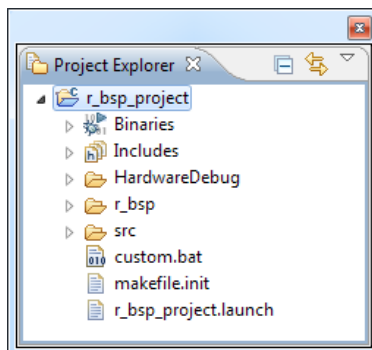 Project Explorer
r_bsp_project
Binaries
Includes
HardwareDebug
r_bsp
src
custom.bat
makefile.init
r_bsp_project.launch